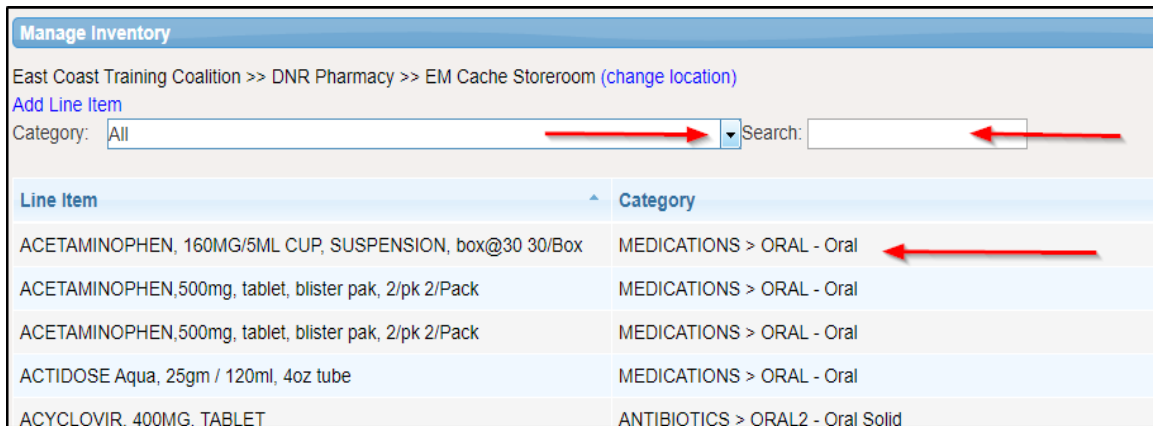 Manage Inventory
East Coast Training Coalition >> DNR Pharmacy >> EM Cache Storeroom (change location)
Add Line Item
Category: All Search:
Line Item Category
ACETAMINOPHEN, 160MG/5ML CUP, SUSPENSION, box@30 30/Box MEDICATIONS > ORAL - Oral
ACETAMINOPHEN,500mg, tablet, blister pak, 2/pk 2/Pack MEDICATIONS > ORAL - Oral
ACETAMINOPHEN,500mg, tablet, blister pak, 2/pk 2/Pack MEDICATIONS > ORAL - Oral
ACTIDOSE Aqua, 25gm / 120ml, 4oz tube MEDICATIONS > ORAL - Oral
ACYCLOVIR, 400MG, TABLET ANTIBIOTICS > ORAL2 - Oral Solid